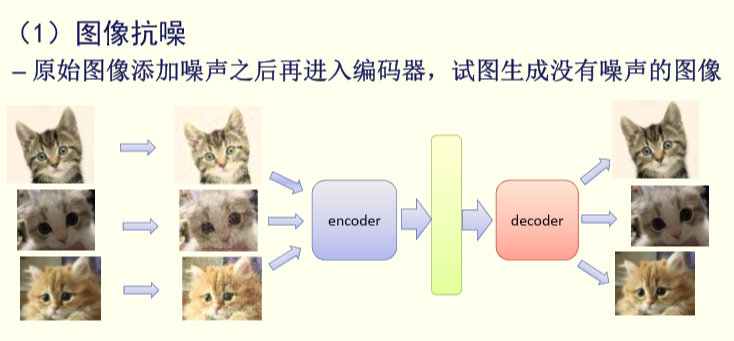 （1）图像抗噪
– 原始图像添加噪声之后再进入编码器，试图生成没有噪声的图像
encoder
decoder